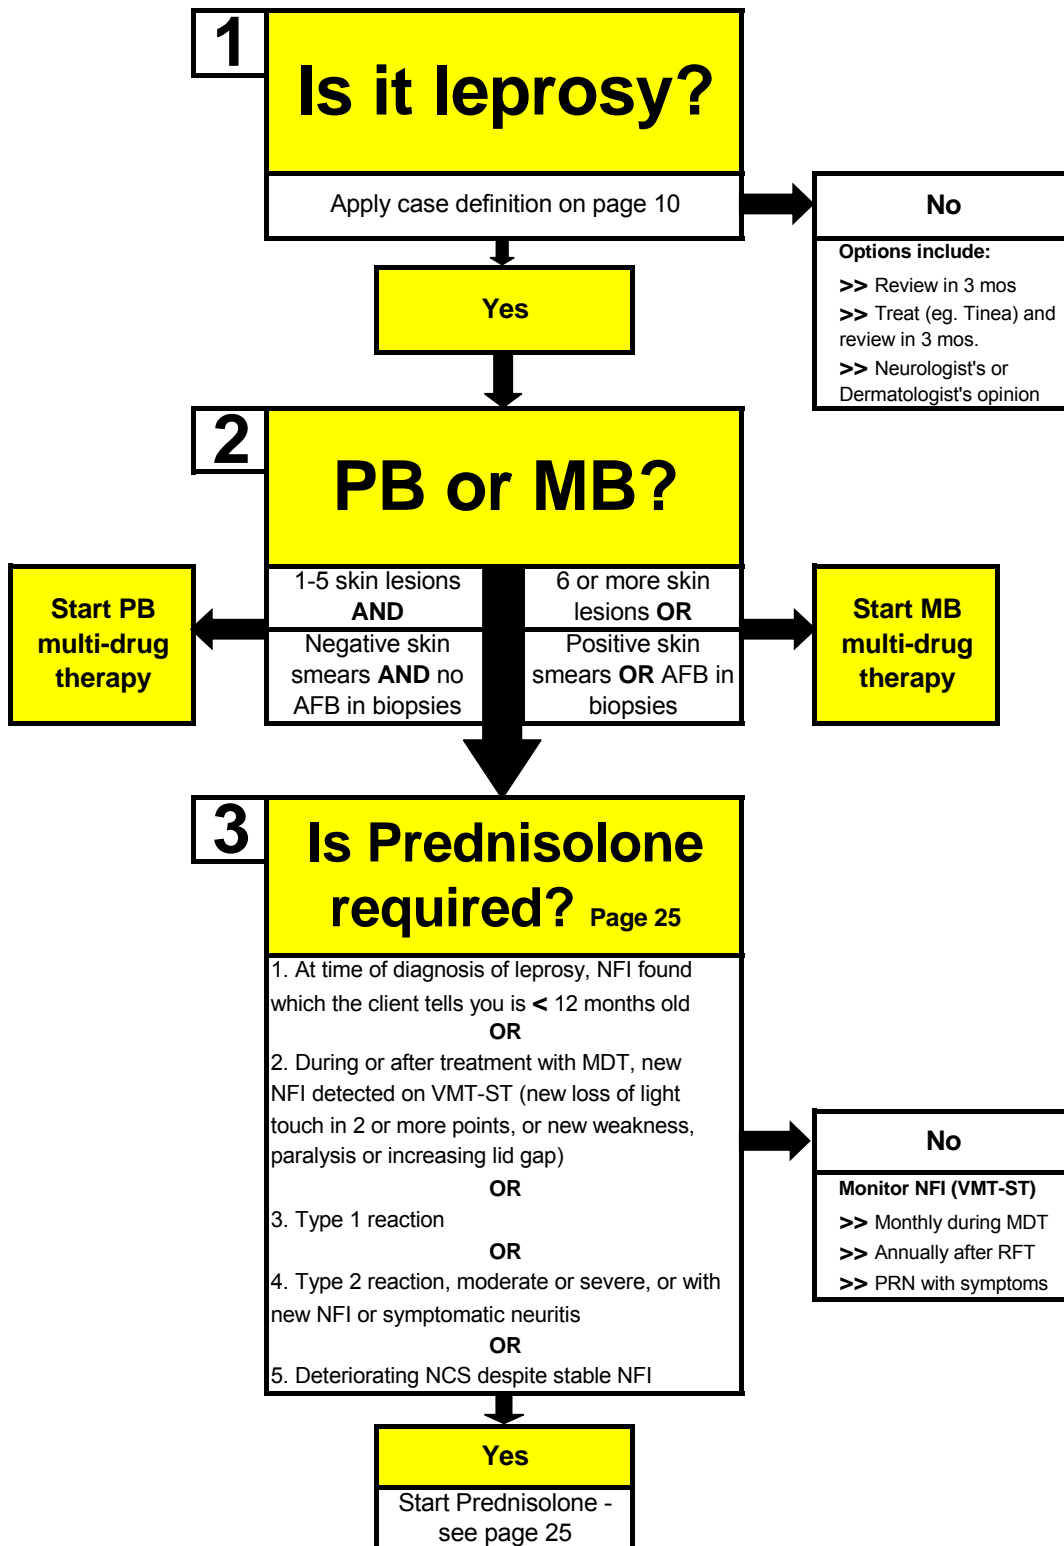 1
Is it leprosy?
Apply case definition on page 10
No
Options include:
>> Review in 3 mos
>> Treat (eg. Tinea) and
review in 3 mos.
>> Neurologist's or
Dermatologist's opinion
Yes
2
PB or MB?
Start PB
multi-drug
therapy
1-5 skin lesions
AND
Negative skin
smears AND no
AFB in biopsies
6 or more skin
lesions OR
Positive skin
smears OR AFB in
biopsies
Start MB
multi-drug
therapy
3
Is Prednisolone
required? Page 25
1. At time of diagnosis of leprosy, NFI found
which the client tells you is < 12 months old
OR
2. During or after treatment with MDT, new
NFI detected on VMT-ST (new loss of light
touch in 2 or more points, or new weakness,
paralysis or increasing lid gap)
OR
3. Type 1 reaction
OR
4. Type 2 reaction, moderate or severe, or with
new NFI or symptomatic neuritis
OR
5. Deteriorating NCS despite stable NFI
No
Monitor NFI (VMT-ST)
>> Monthly during MDT
>> Annually after RFT
>> PRN with symptoms
Yes
Start Prednisolone -
see page 25